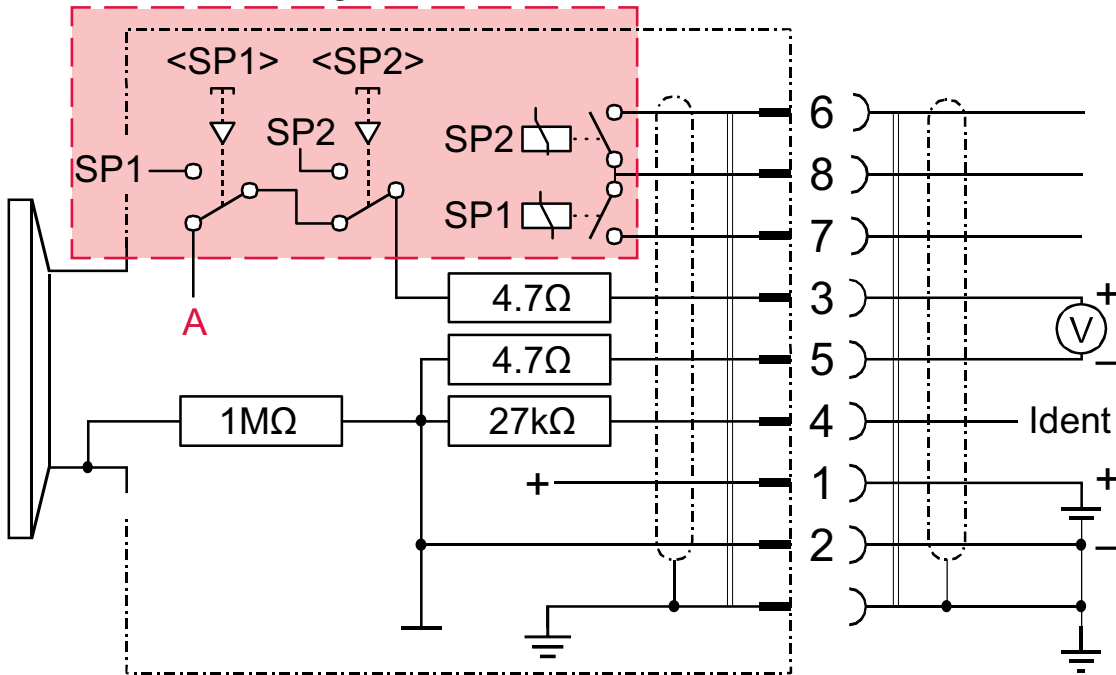 <SP1> <SP2>
SP1
SP2
SP2
SP1
A
4.7Ω
4.7Ω
1MΩ
27kΩ
+
6
8
7
3
5
4
1
2
+
V
–
Ident
+
–